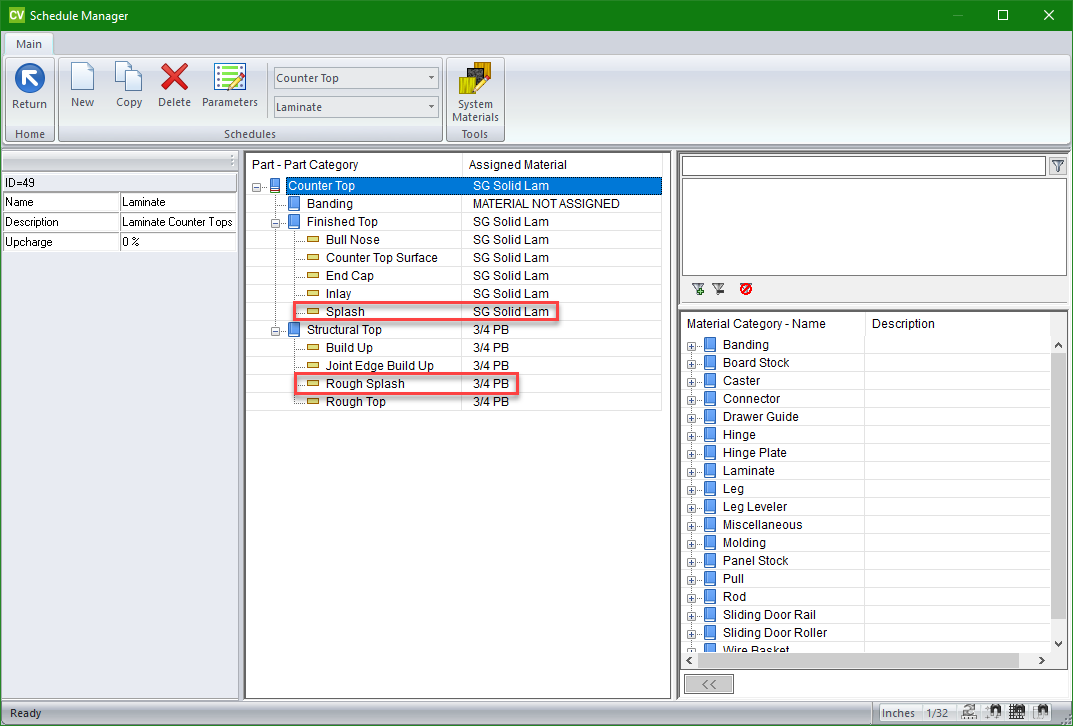 CV Schedule Manager
Main
Return
New
Copy
Delete
Parameters
Counter Top
Laminate
System
Materials
Home
Schedules
Tools
ID=49
Name Laminate
Description Laminate Counter Tops
Upcharge 0 %
Part - Part Category Assigned Material
Counter Top SG Solid Lam
Banding MATERIAL NOT ASSIGNED
Finished Top SG Solid Lam
Bull Nose SG Solid Lam
Counter Top Surface SG Solid Lam
End Cap SG Solid Lam
Inlay SG Solid Lam
Splash SG Solid Lam
Structural Top 3/4 PB
Build Up 3/4 PB
Joint Edge Build Up 3/4 PB
Rough Splash 3/4 PB
Rough Top 3/4 PB
Material Category - Name Description
Banding
Board Stock
Caster
Connector
Drawer Guide
Hinge
Hinge Plate
Laminate
Leg
Leg Leveler
Miscellaneous
Molding
Panel Stock
Pull
Rod
Sliding Door Rail
Sliding Door Roller
Wire Basket
<<
Ready
Inches 1/32